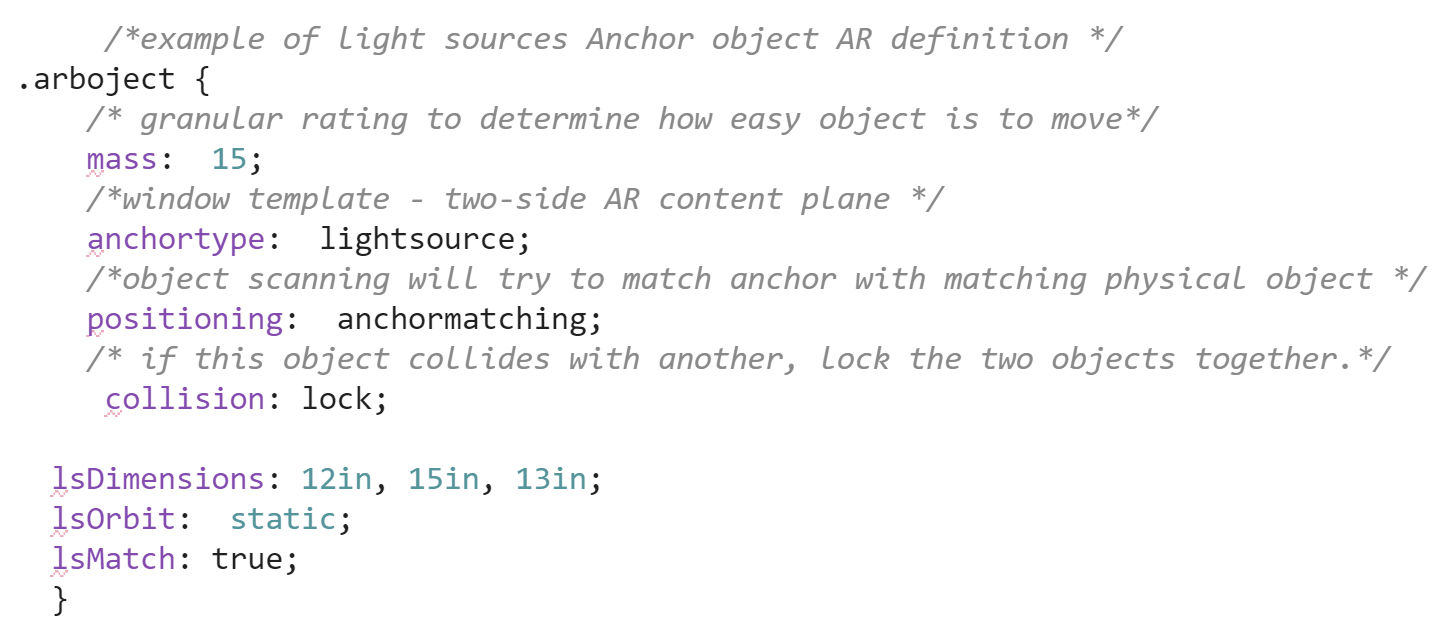 /*example of light sources Anchor object AR definition */
.arboject {
/* granular rating to determine how easy object is to move*/
mass:  15;
/*window template - two-side AR content plane */
anchortype:  lightsource;
/*object scanning will try to match anchor with matching physical object */
positioning:  anchormatching;
/* if this object collides with another, lock the two objects together.*/
collision: lock;
lsDimensions: 12in, 15in, 13in;
lsOrbit:  static;
lsMatch: true;
}